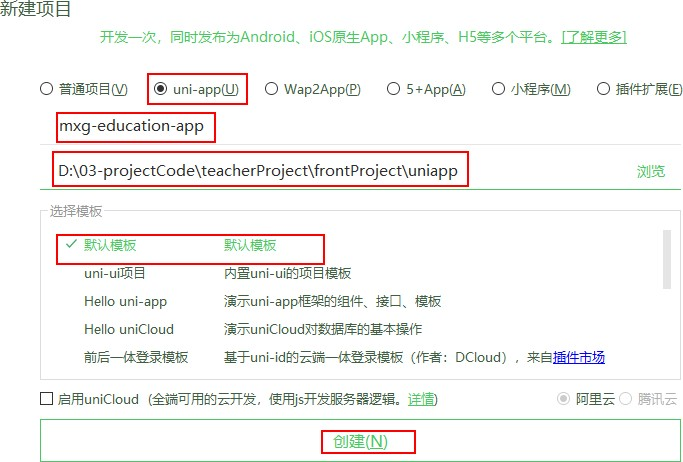 新建项目
开发一次，同时发布为Android、iOS原生App、小程序、H5等多个平台。[了解更多]
普通项目(V) uni-app(U) Wap2App(P) 5+App(A) 小程序(M) 插件扩展(E)
mxg-education-app
D:\03-projectCode\teacherProject\frontProject\uniapp 浏览
选择模板
默认模板 默认模板
uni-ui项目 内置uni-ui的项目模板
Hello uni-app 演示uni-app框架的组件、接口、模板
Hello uniCloud 演示uniCloud对数据库的基本操作
前后一体登录模板 基于uni-id的云端一体登录模板（作者：DCloud），来自插件市场
启用uniCloud（全端可用的云开发，使用js开发服务器逻辑。详情) 阿里云 腾讯云
创建(N)